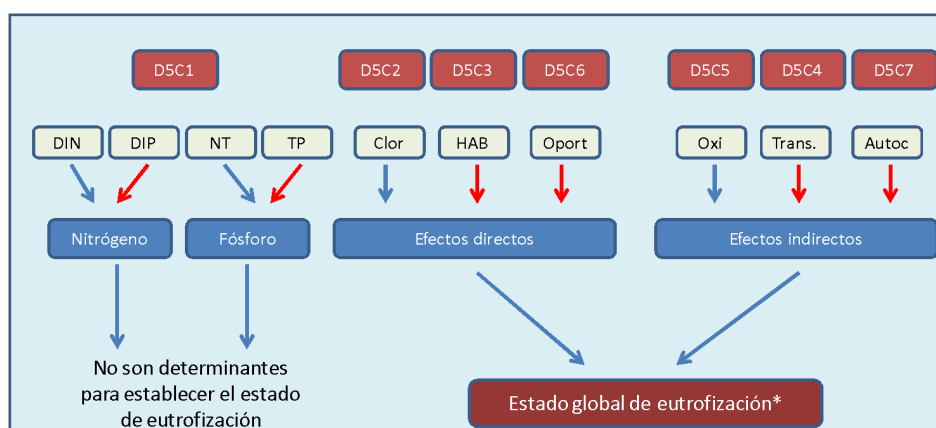 D5C1
D5C2
D5C3
D5C6
D5C5
D5C4
D5C7
DIN
DIP
NT
TP
Clor
HAB
Oport
Oxi
Trans.
Autoc
Nitrógeno
Fósforo
Efectos directos
Efectos indirectos
No son determinantes
para establecer el estado
de eutrofización
Estado global de eutrofización*